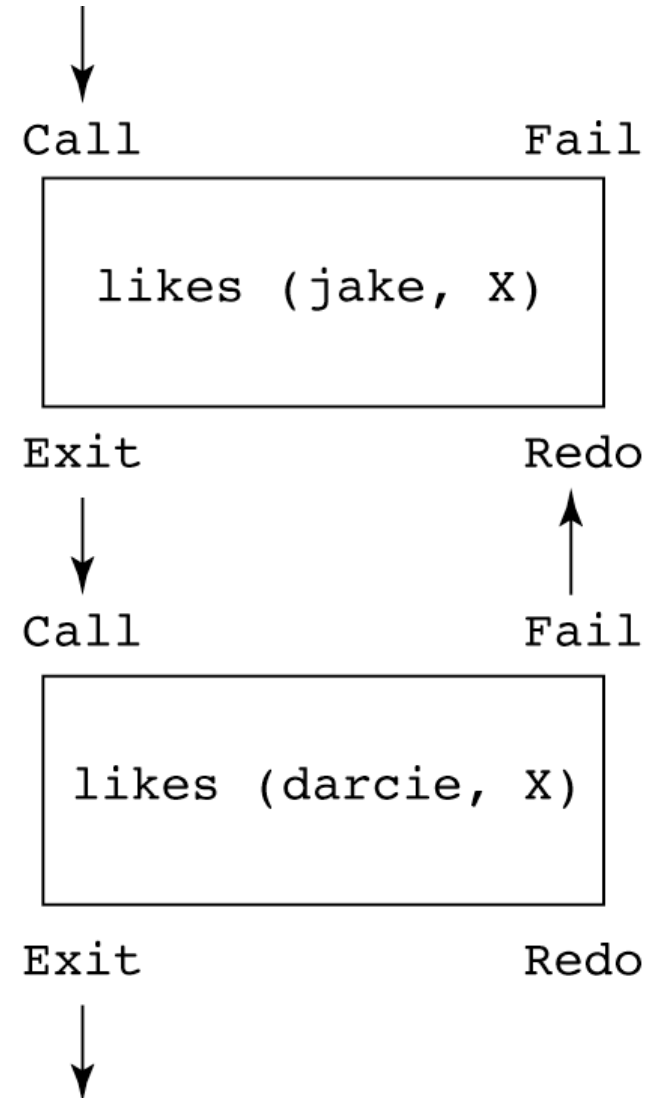 Call Fail
likes (jake, X)
Exit Redo
Call Fail
likes (darcie, X)
Exit Redo